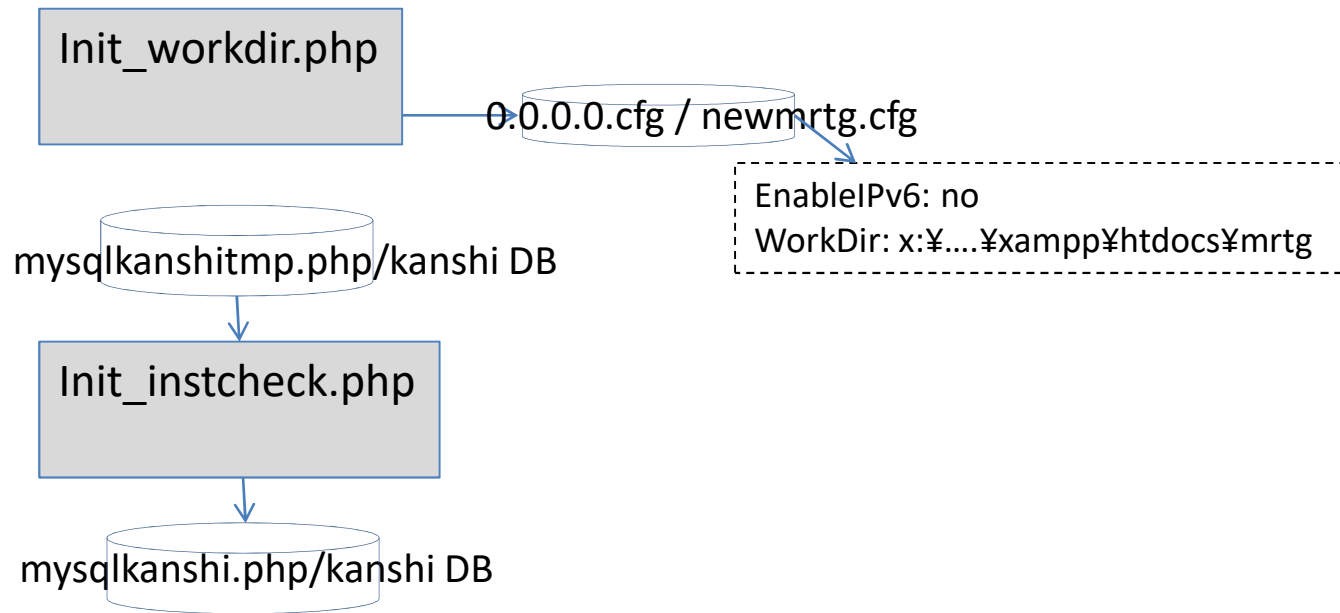 Init_workdir.php
0.0.0.0.cfg / newmrtg.cfg
EnableIPv6: no
WorkDir: x:¥....¥xampp¥htdocs¥mrtg
mysqlkanshitmp.php/kanshi DB
Init_instcheck.php
mysqlkanshi.php/kanshi DB